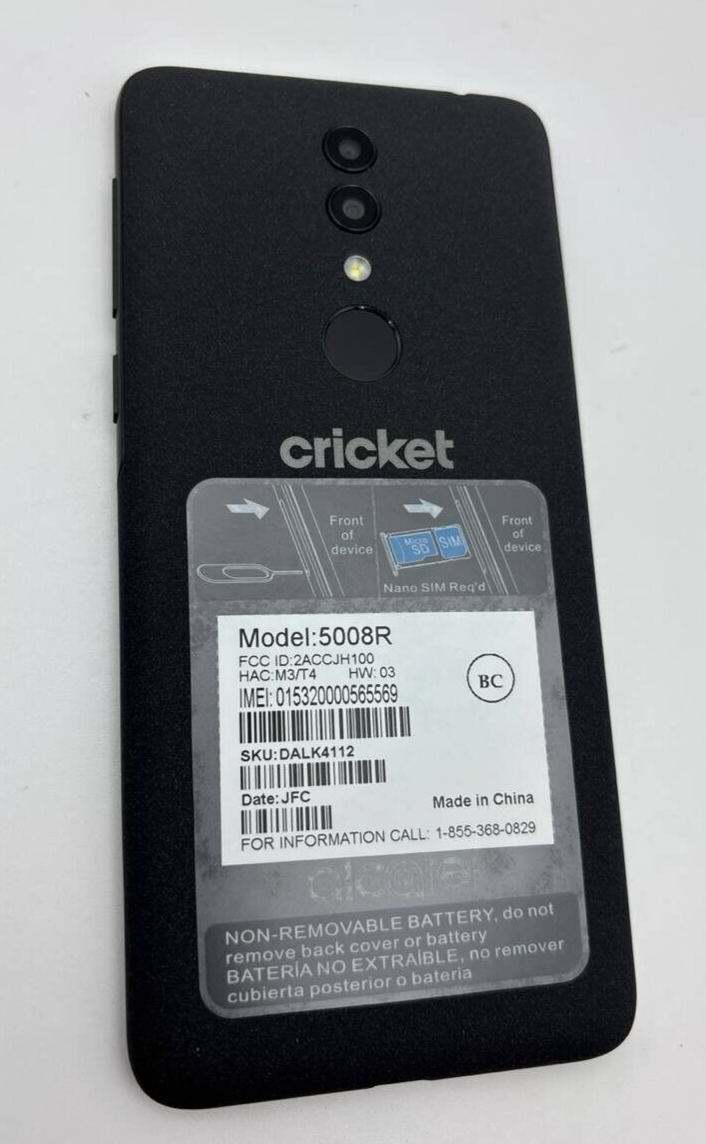 cricket
Front
of
device
Micro
SD
SIM
Front
of
device
Nano SIM Req'd
Model:5008R
FCC ID:2ACCJH100
HAC:M3/T4 HW: 03
BC
IMEI: 015320000565569
SKU:DALK4112
Date:JFC
Made in China
FOR INFORMATION CALL: 1-855-368-0829
alcatel
NON-REMOVABLE BATTERY, do not
remove back cover or battery
BATERÍA NO EXTRAÍBLE, no remover
cubierta posterior o bateria